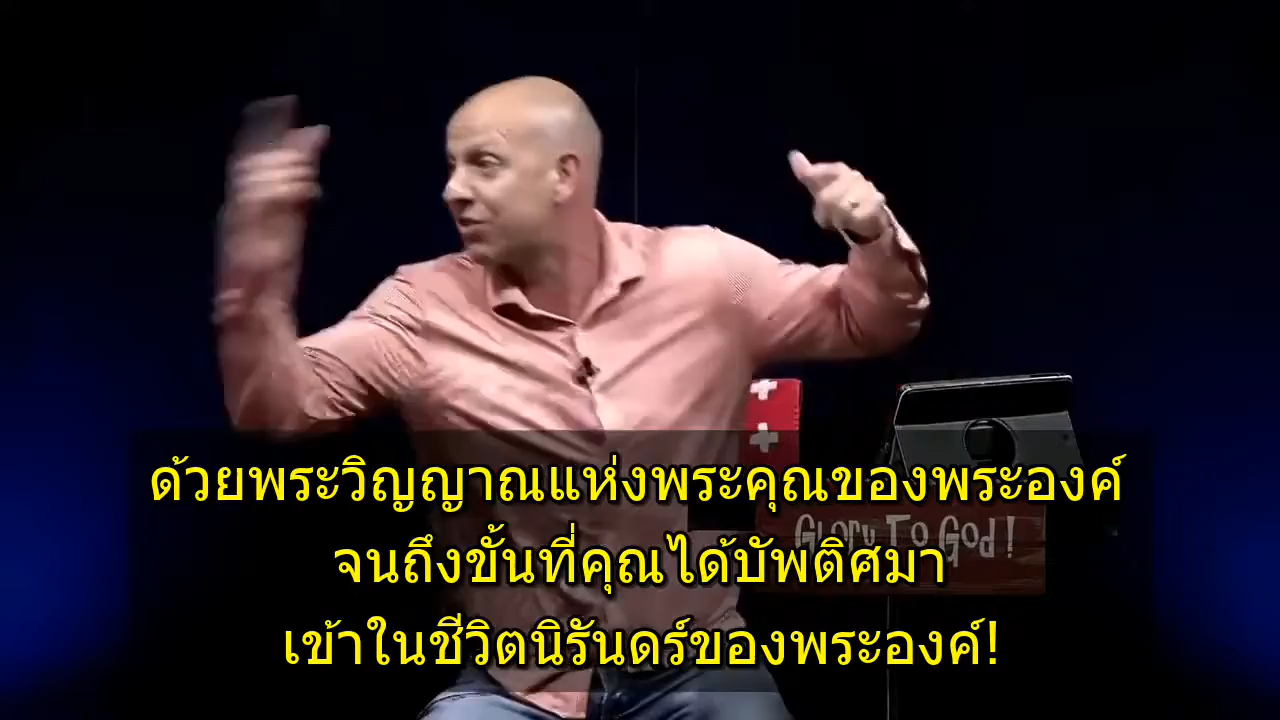 ด้วยพระวิญญาณแห่งพระคุณของพระองค์
Glory To God!
จนถึงขั้นที่คุณได้บัพติศมา
เข้าในชีวิตนิรันดร์ของพระองค์!